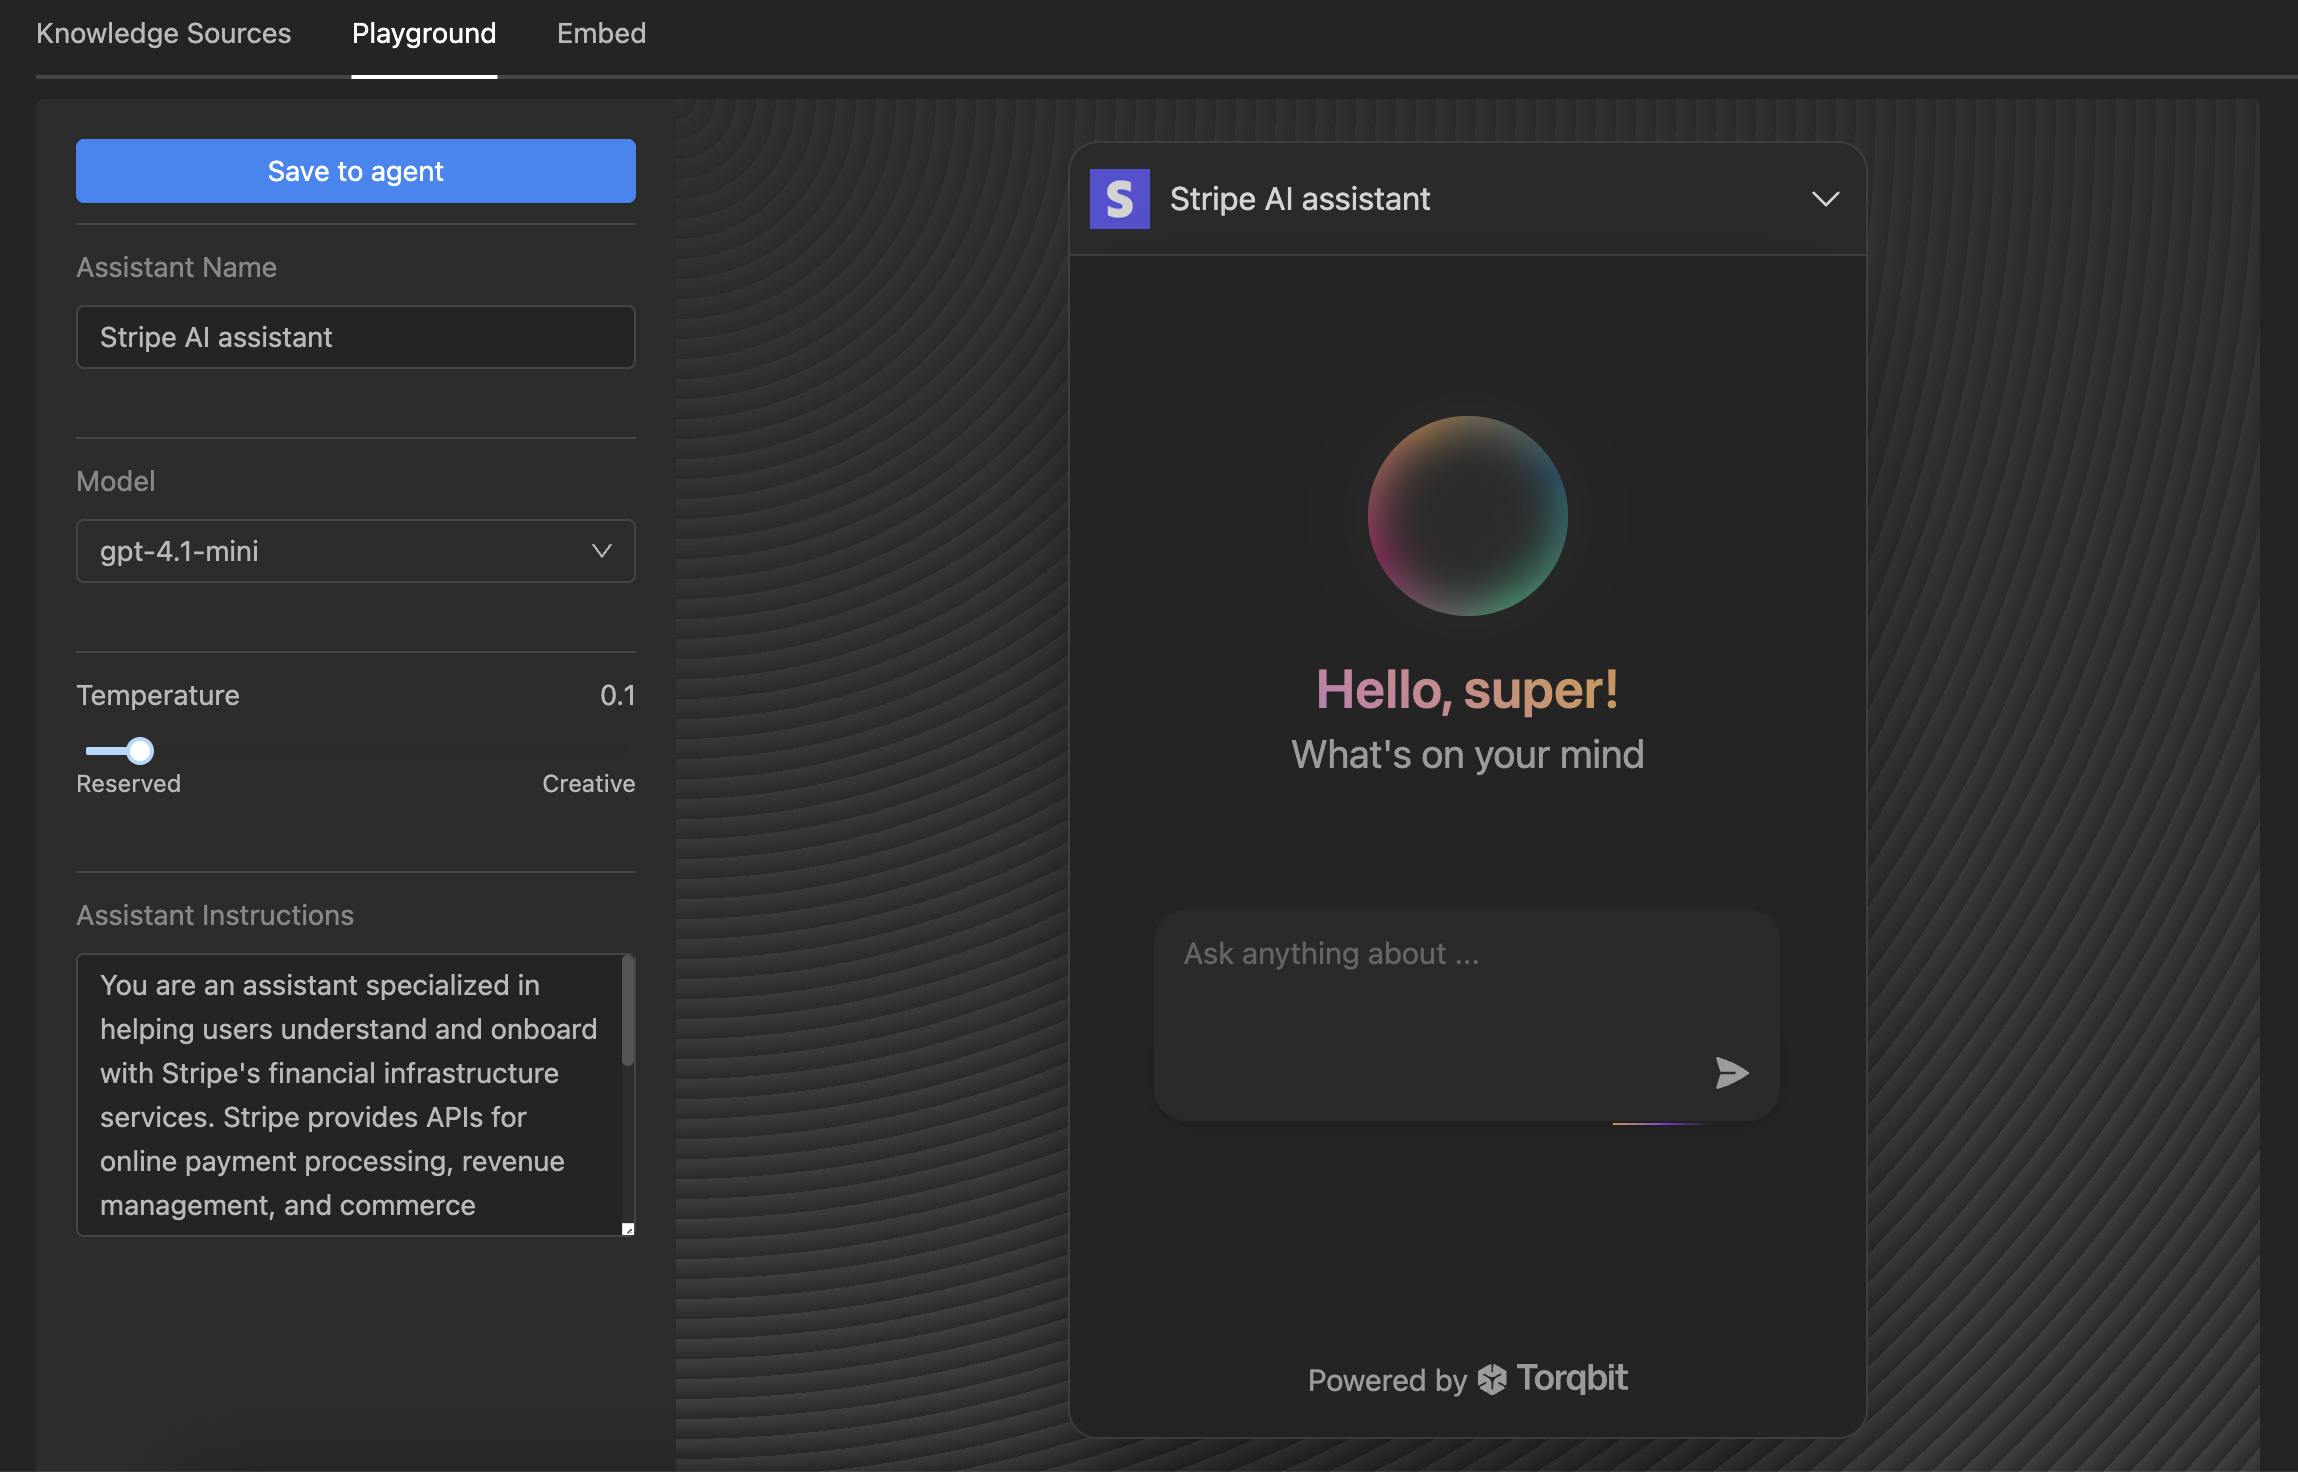 Knowledge Sources
Playground
Embed
Save to agent
Assistant Name
Stripe AI assistant
Model
gpt-4.1-mini
Temperature
0.1
Reserved
Creative
Assistant Instructions
You are an assistant specialized in
helping users understand and onboard
with Stripe's financial infrastructure
services. Stripe provides APIs for
online payment processing, revenue
management, and commerce
S
Stripe AI assistant
Hello, super!
What's on your mind
Ask anything about ...
Powered by Torqbit